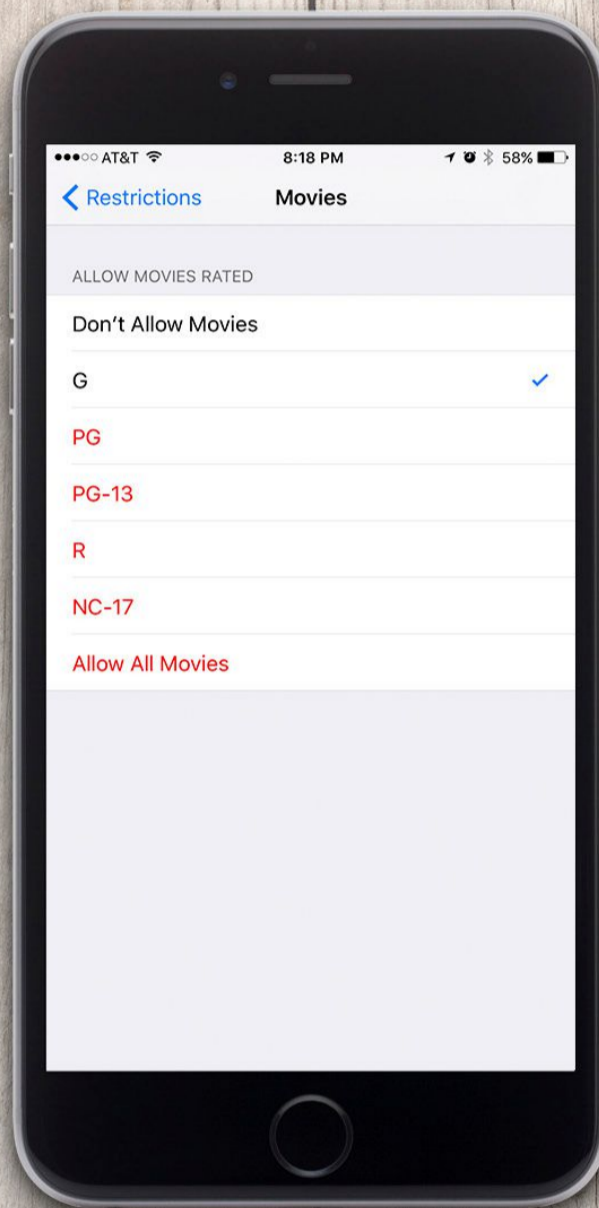 AT&T 8:18 PM 58%
Restrictions Movies
ALLOW MOVIES RATED
Don't Allow Movies
G
PG
PG-13
R
NC-17
Allow All Movies